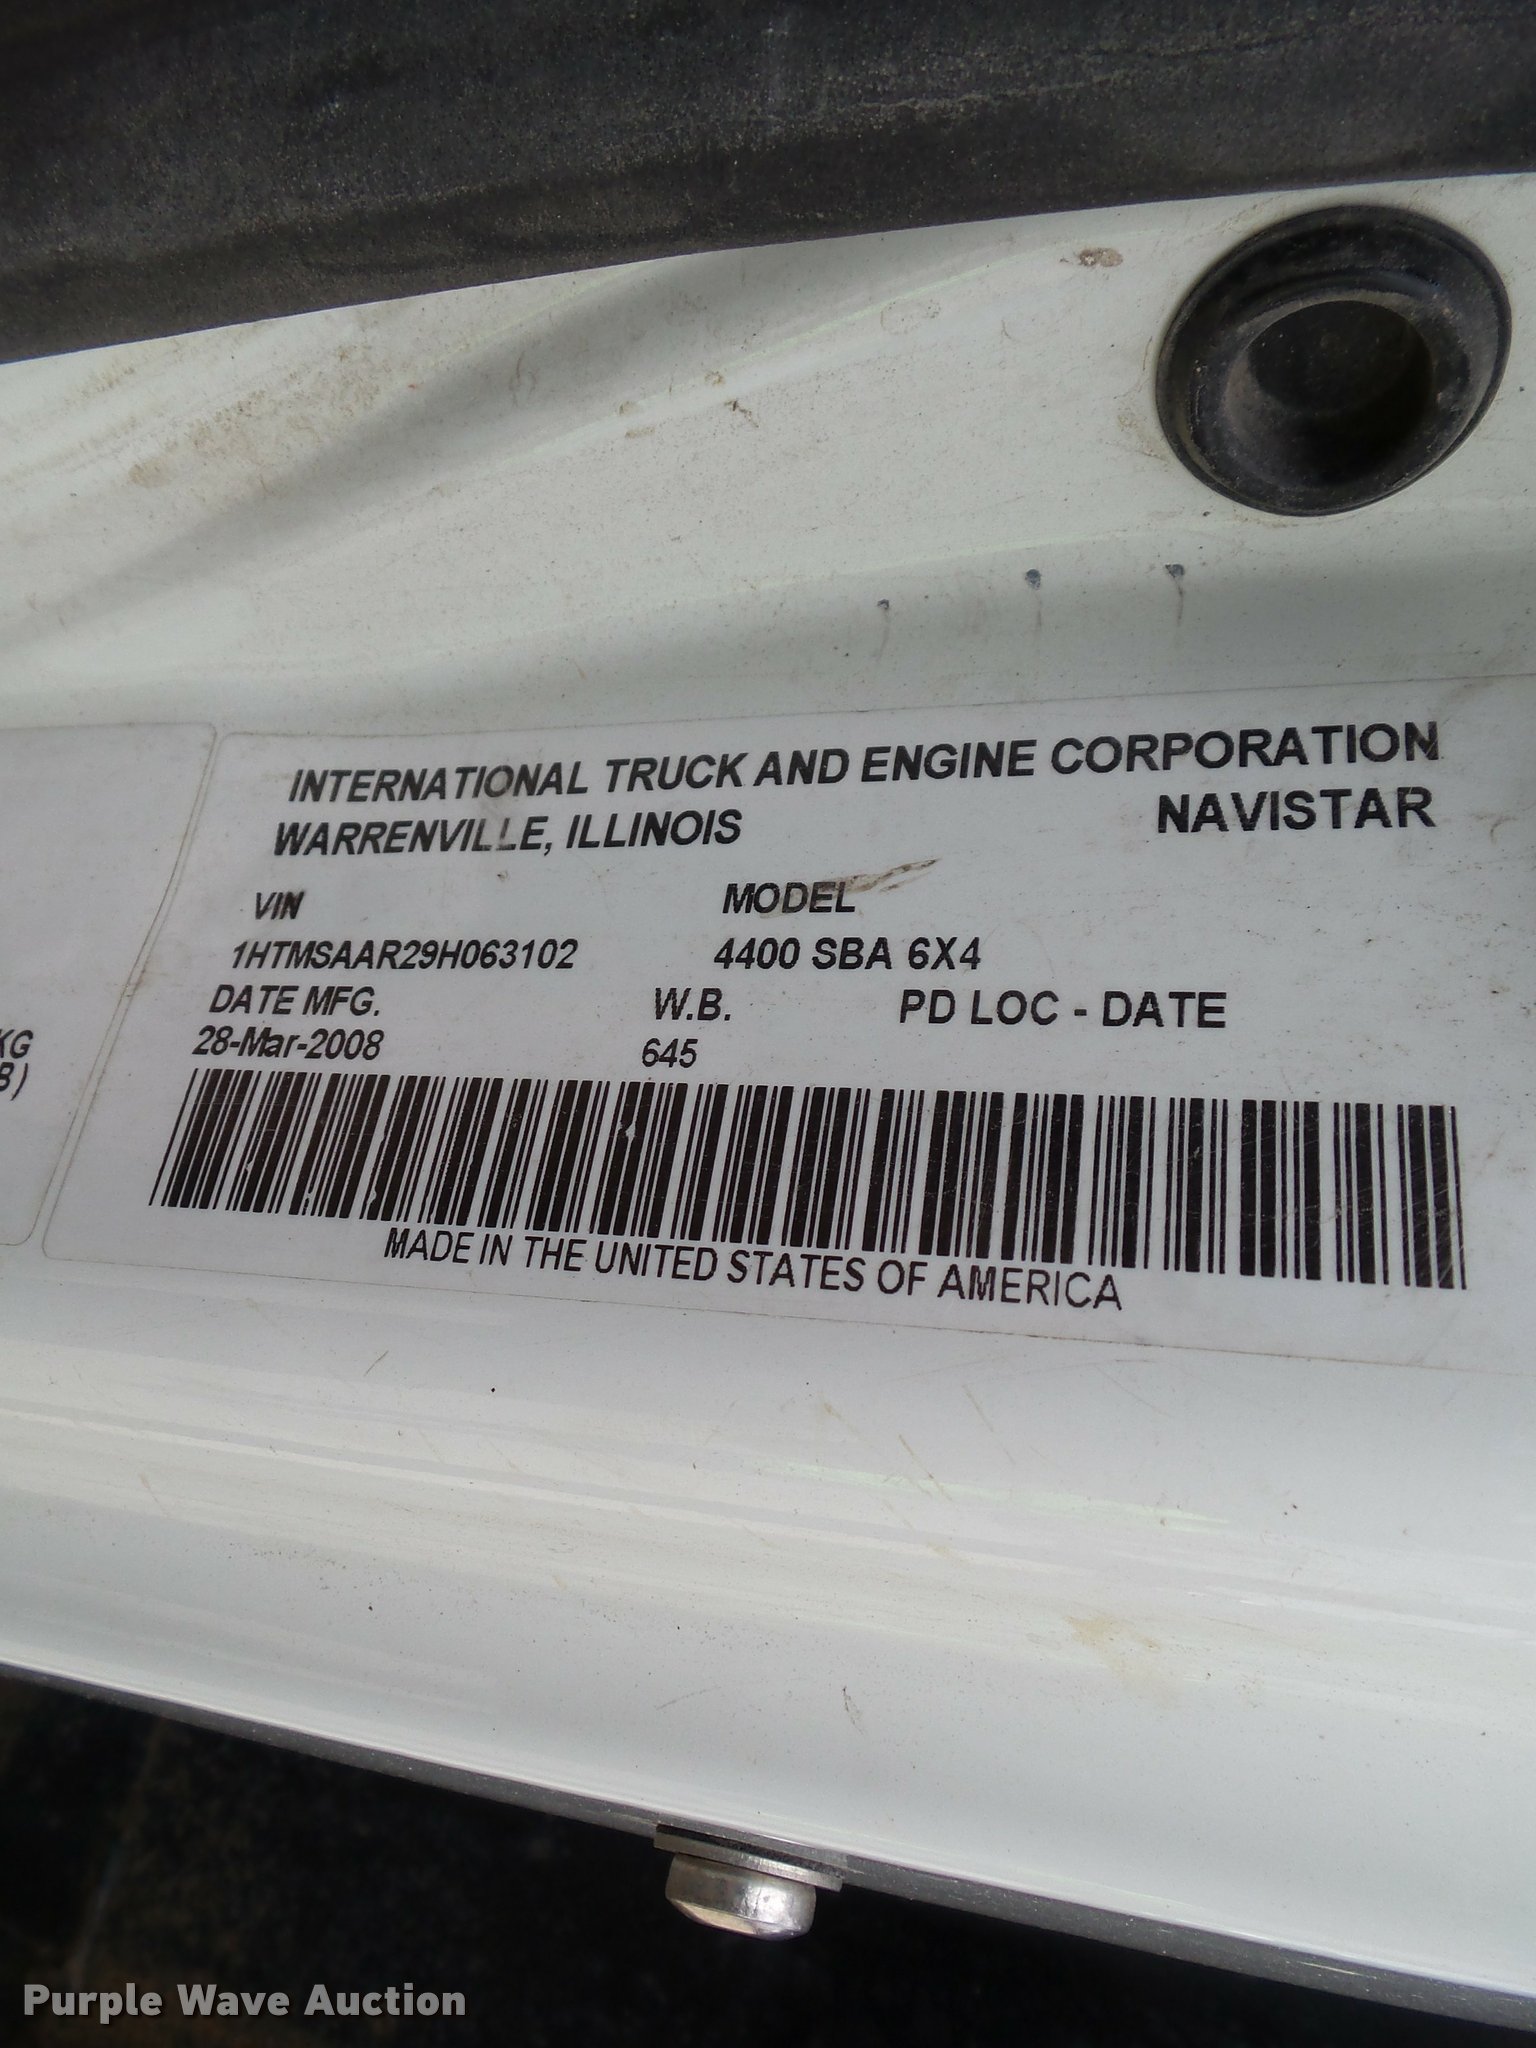 INTERNATIONAL TRUCK AND ENGINE CORPORATION
WARRENVILLE, ILLINOIS NAVISTAR
VIN MODEL
1HTMSAAR29H063102 4400 SBA 6X4
DATE MFG. W.B. PD LOC - DATE
28-Mar-2008 645
KG
B)
MADE IN THE UNITED STATES OF AMERICA
Purple Wave Auction